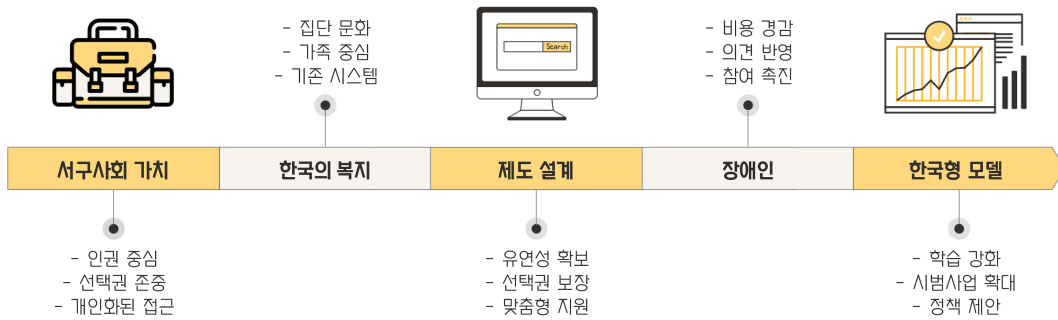 - 집단 문화
- 가족 중심
- 기존 시스템
Search
- 비용 경감
- 의견 반영
- 참여 촉진
서구사회 가치
한국의 복지
제도 설계
장애인
한국형 모델
- 인권 중심
- 선택권 존중
- 개인화된 접근
- 유연성 확보
- 선택권 보장
- 맞춤형 지원
- 학습 강화
- 시범사업 확대
- 정책 제안